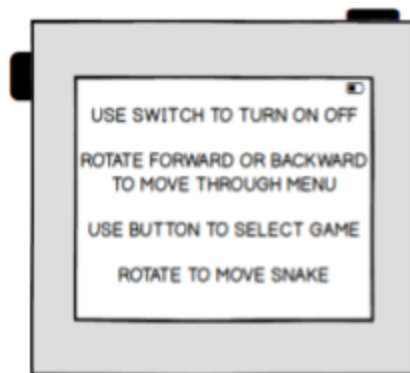 USE SWITCH TO TURN ON OFF
ROTATE FORWARD OR BACKWARD
TO MOVE THROUGH MENU
USE BUTTON TO SELECT GAME
ROTATE TO MOVE SNAKE